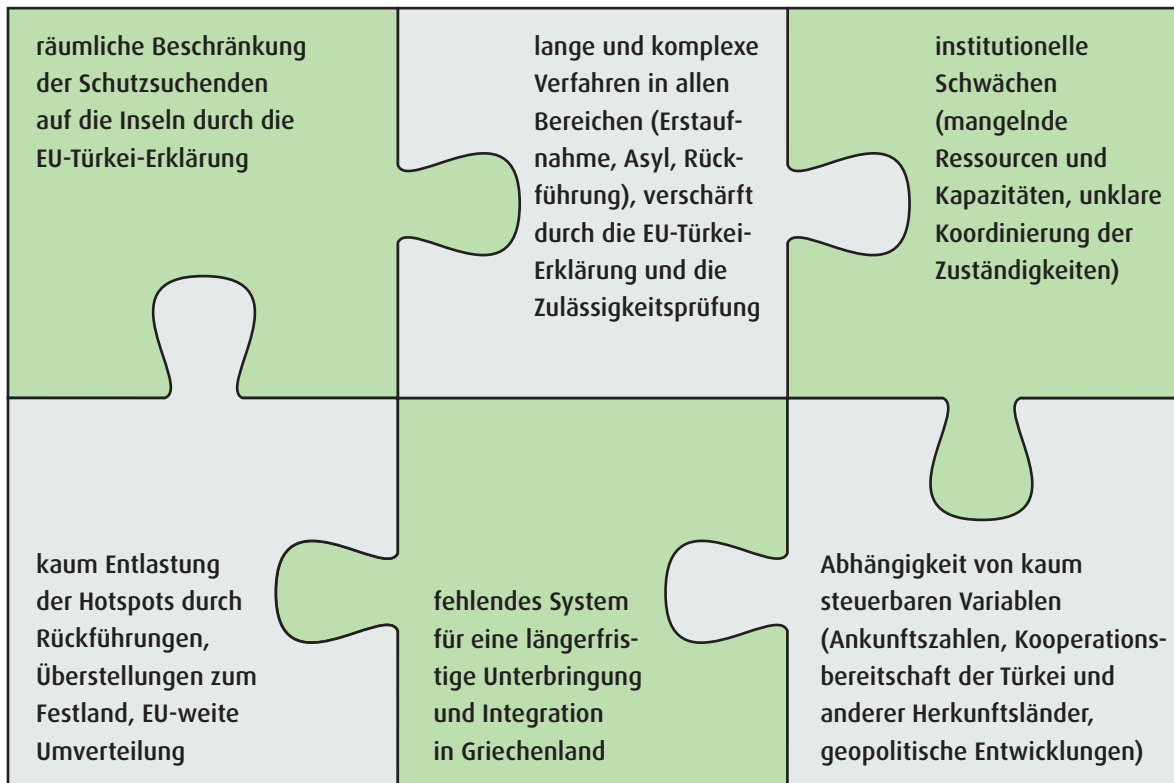 räumliche Beschränkung
der Schutzsuchenden
auf die Inseln durch die
EU-Türkei-Erklärung
lange und komplexe
Verfahren in allen
Bereichen (Erstauf-
nahme, Asyl, Rück-
führung), verschärft
durch die EU-Türkei-
Erklärung und die
Zulässigkeitsprüfung
institutionelle
Schwächen
(mangelnde
Ressourcen und
Kapazitäten, unklare
Koordinierung der
Zuständigkeiten)
kaum Entlastung
der Hotspots durch
Rückführungen,
Überstellungen zum
Festland, EU-weite
Umverteilung
fehlendes System
für eine längerfris-
tige Unterbringung
und Integration
in Griechenland
Abhängigkeit von kaum
steuerbaren Variablen
(Ankunftszahlen, Kooperations-
bereitschaft der Türkei und
anderer Herkunftsländer,
geopolitische Entwicklungen)